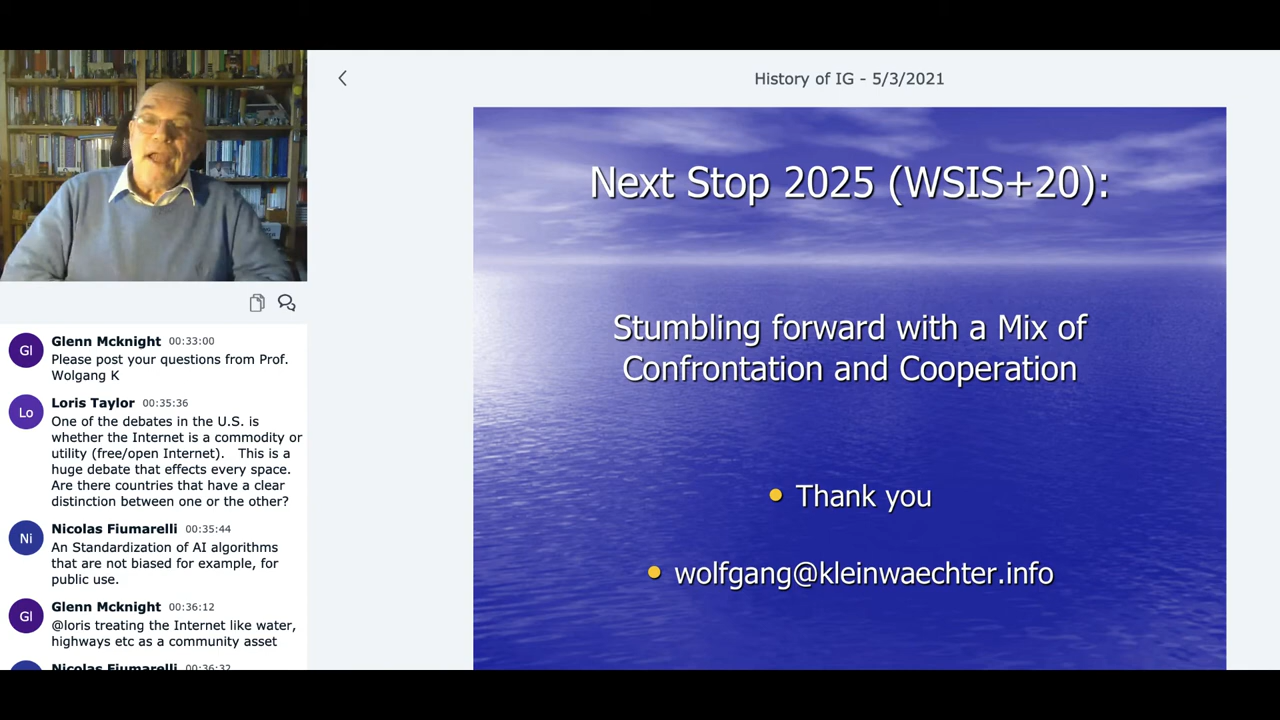 History of IG - 5/3/2021
Next Stop 2025 (WSIS+20):
Stumbling forward with a Mix of
Confrontation and Cooperation
Thank you
wolfgang@kleinwaechter.info
Gl
Glenn Mcknight 00:33:00
Please post your questions from Prof.
Wolgang K
Lo
Loris Taylor 00:35:36
One of the debates in the U.S. is
whether the Internet is a commodity or
utility (free/open Internet). This is a
huge debate that effects every space.
Are there countries that have a clear
distinction between one or the other?
Ni
Nicolas Fiumarelli 00:35:44
An Standardization of AI algorithms
that are not biased for example, for
public use.
Gl
Glenn Mcknight 00:36:12
@loris treating the Internet like water,
highways etc as a community asset
Nicolas Fiumarelli 00:36:32